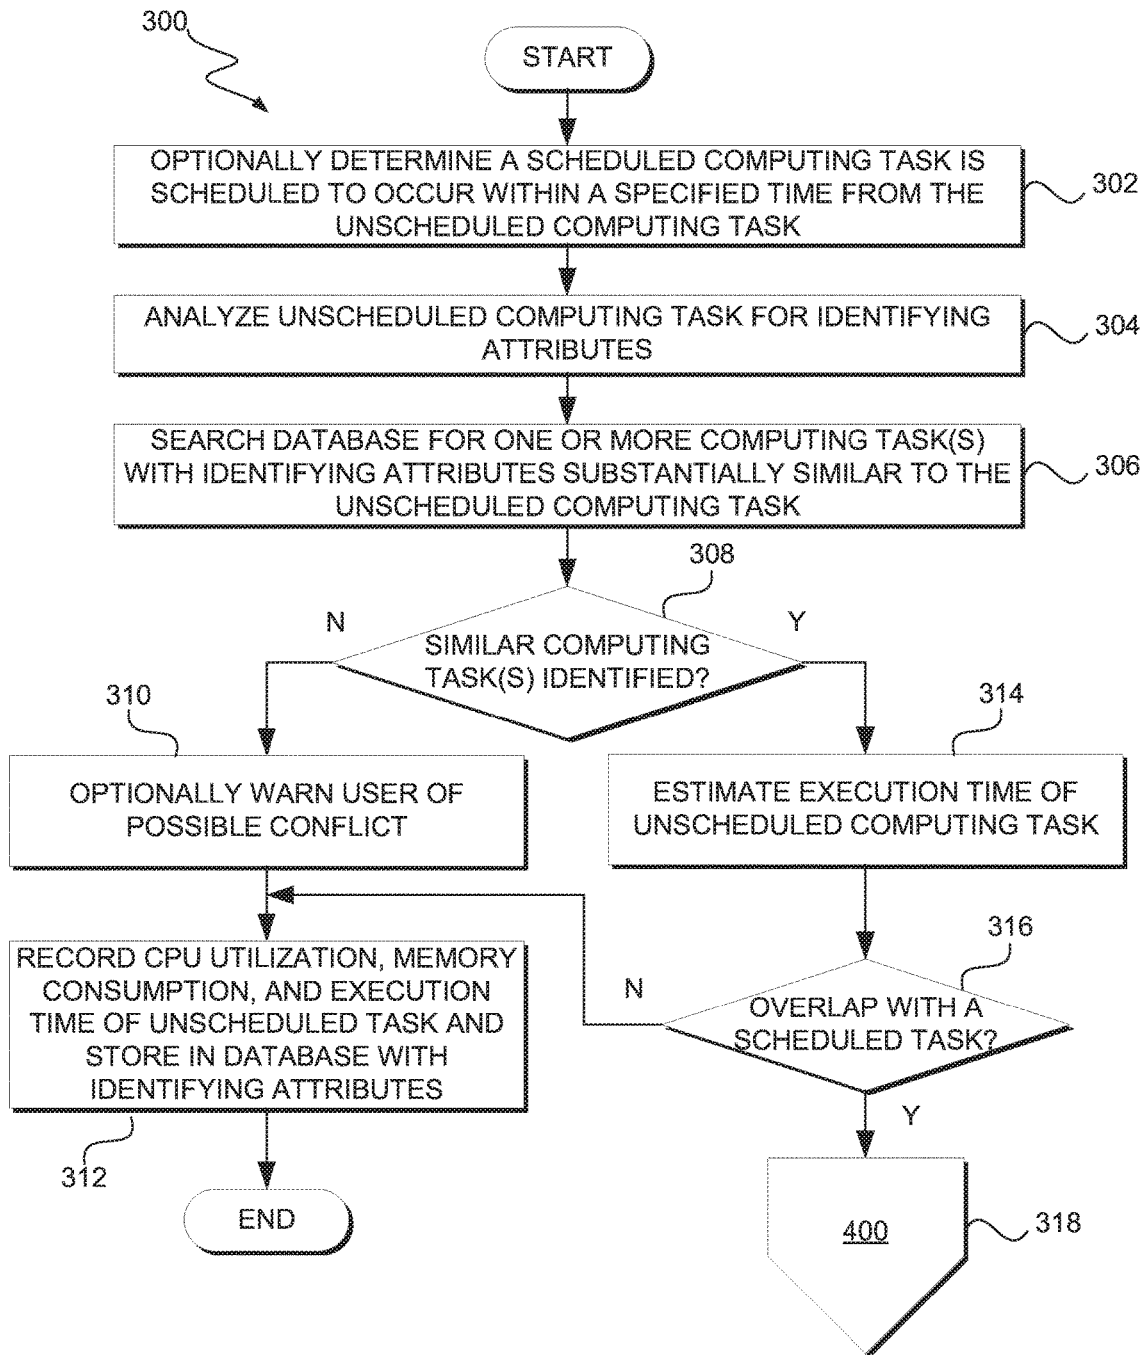 300
START
OPTIONALLY DETERMINE A SCHEDULED COMPUTING TASK IS
SCHEDULED TO OCCUR WITHIN A SPECIFIED TIME FROM THE
UNSCHEDULED COMPUTING TASK
302
ANALYZE UNSCHEDULED COMPUTING TASK FOR IDENTIFYING
ATTRIBUTES
304
SEARCH DATABASE FOR ONE OR MORE COMPUTING TASK(S)
WITH IDENTIFYING ATTRIBUTES SUBSTANTIALLY SIMILAR TO THE
UNSCHEDULED COMPUTING TASK
306
308
N
Y
SIMILAR COMPUTING
TASK(S) IDENTIFIED?
310
OPTIONALLY WARN USER OF
POSSIBLE CONFLICT
314
ESTIMATE EXECUTION TIME OF
UNSCHEDULED COMPUTING TASK
RECORD CPU UTILIZATION, MEMORY
CONSUMPTION, AND EXECUTION
TIME OF UNSCHEDULED TASK AND
STORE IN DATABASE WITH
IDENTIFYING ATTRIBUTES
312
316
N
OVERLAP WITH A
SCHEDULED TASK?
Y
END
400
318